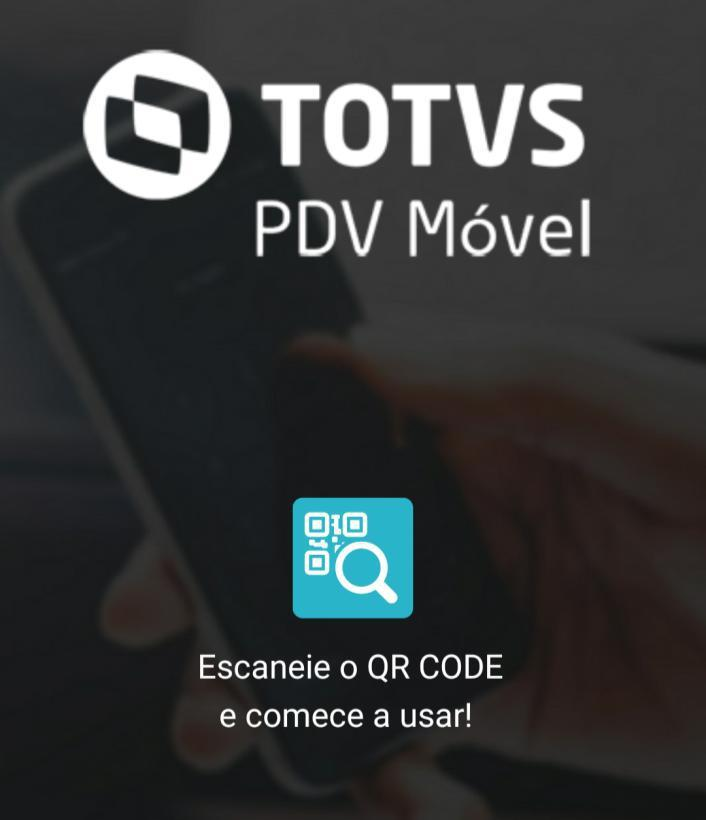 TOTVS
PDV Móvel
Escaneie o QR CODE
e comece a usar!